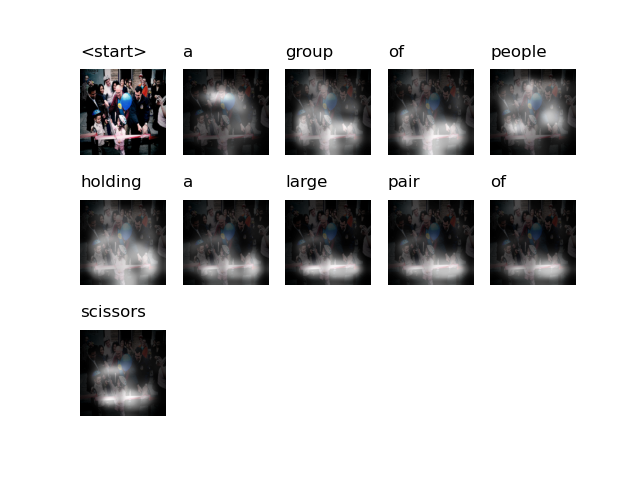 <start> a group of people
holding a large pair of
scissors